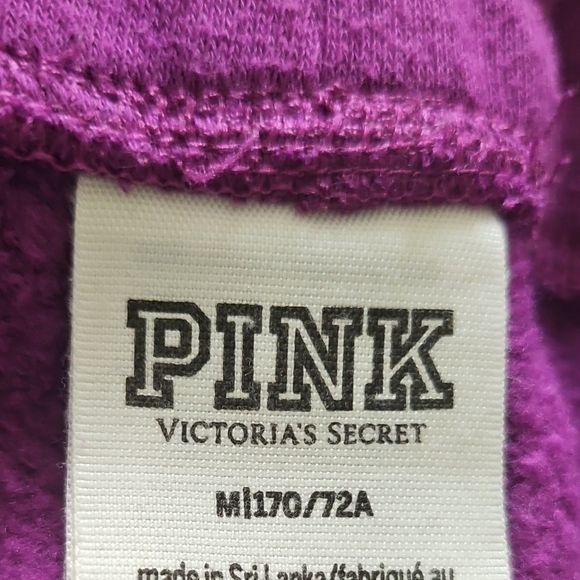 PINK
VICTORIA'S SECRET
M|170/72A
made in Sri Lanka/fabriqué au